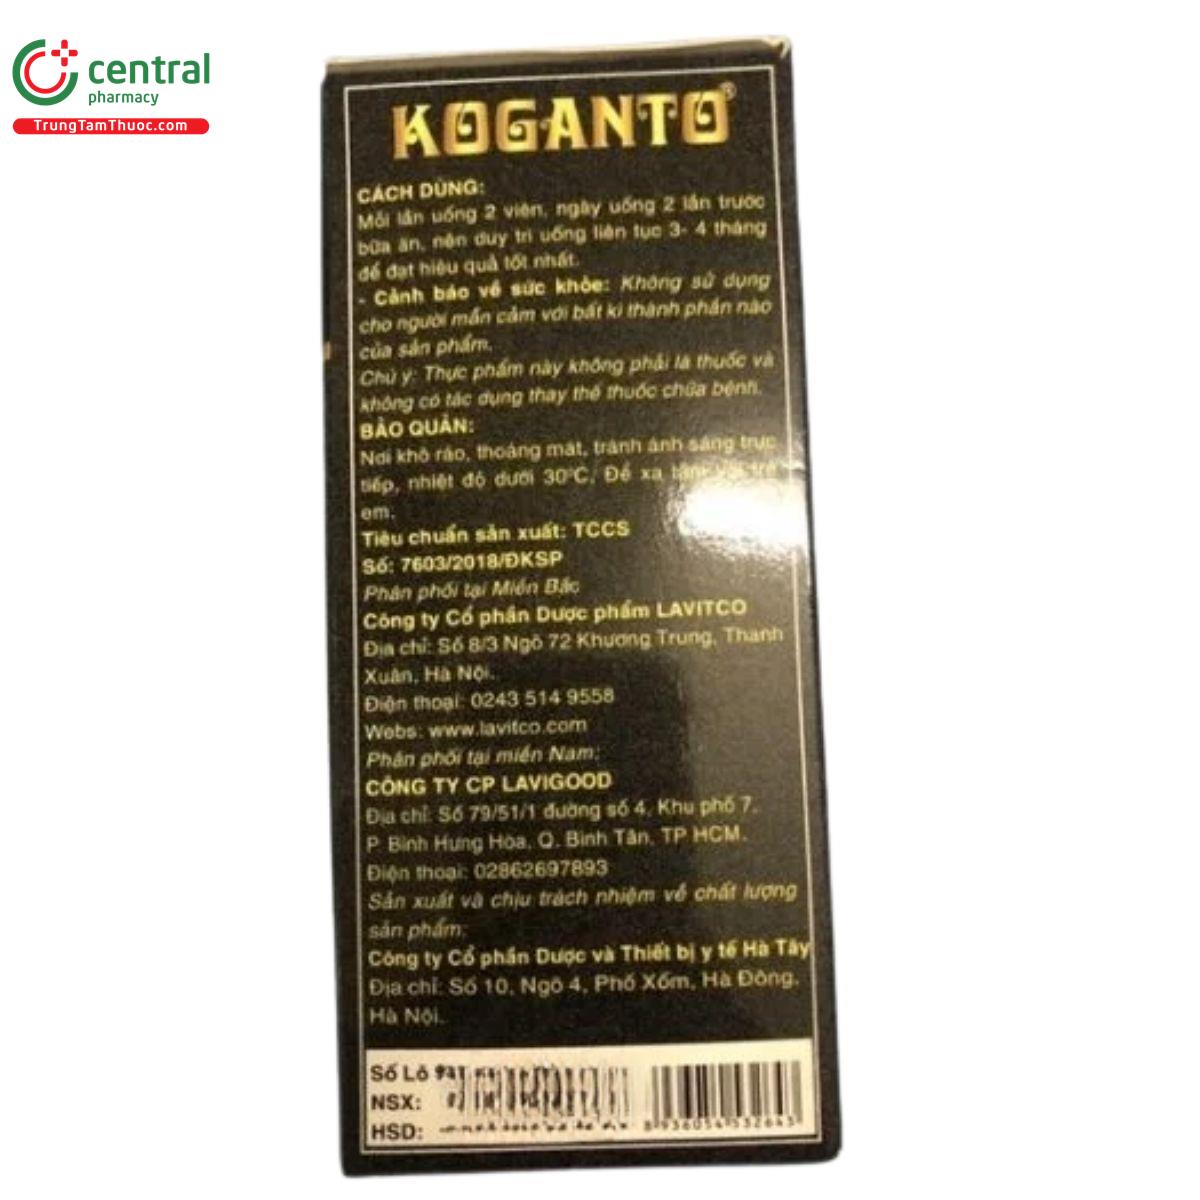 central
pharmacy
TrungTamThuoc.com
KOGANTO®
CÁCH DÙNG:
Mỗi lần uống 2 viên, ngày uống 2 lần trước
bữa ăn, nên duy trì uống liên tục 3- 4 tháng
để đạt hiệu quả tốt nhất.
- Cảnh báo về sức khỏe: Không sử dụng
cho người mẫn cảm với bất kì thành phần nào
của sản phẩm.
Chú ý: Thực phẩm này không phải là thuốc và
không có tác dụng thay thế thuốc chữa bệnh.
BẢO QUẢN:
Nơi khô ráo, thoáng mát, tránh ánh sáng trực
tiếp, nhiệt độ dưới 30°C. Để xa trẻ
em.
Tiêu chuẩn sản xuất: TCCS
Số: 7603/2018/ĐKSP
Phân phối tại Miền Bắc
Công ty Cổ phần Dược phẩm LAVITCO
Địa chỉ: Số 8/3 Ngõ 72 Khương Trung, Thanh
Xuân, Hà Nội.
Điện thoại: 0243 514 9558
Webs: www.lavitco.com
Phân phối tại miền Nam:
CÔNG TY CP LAVIGOOD
Địa chỉ: Số 79/51/1 đường số 4, Khu phố 7,
P Bình Hưng Hòa, Q. Bình Tân, TP HCM.
Điện thoại: 02862697893
Sản xuất và chịu trách nhiệm về chất lượng
sản phẩm:
Công ty Cổ phần Dược và Thiết bị y tế Hà Tây
Địa chỉ: Số 10, Ngõ 4, Phố Xốm, Hà Đông,
Hà Nội.
Số Lô
NSX:
HSD:
8 936054 532643